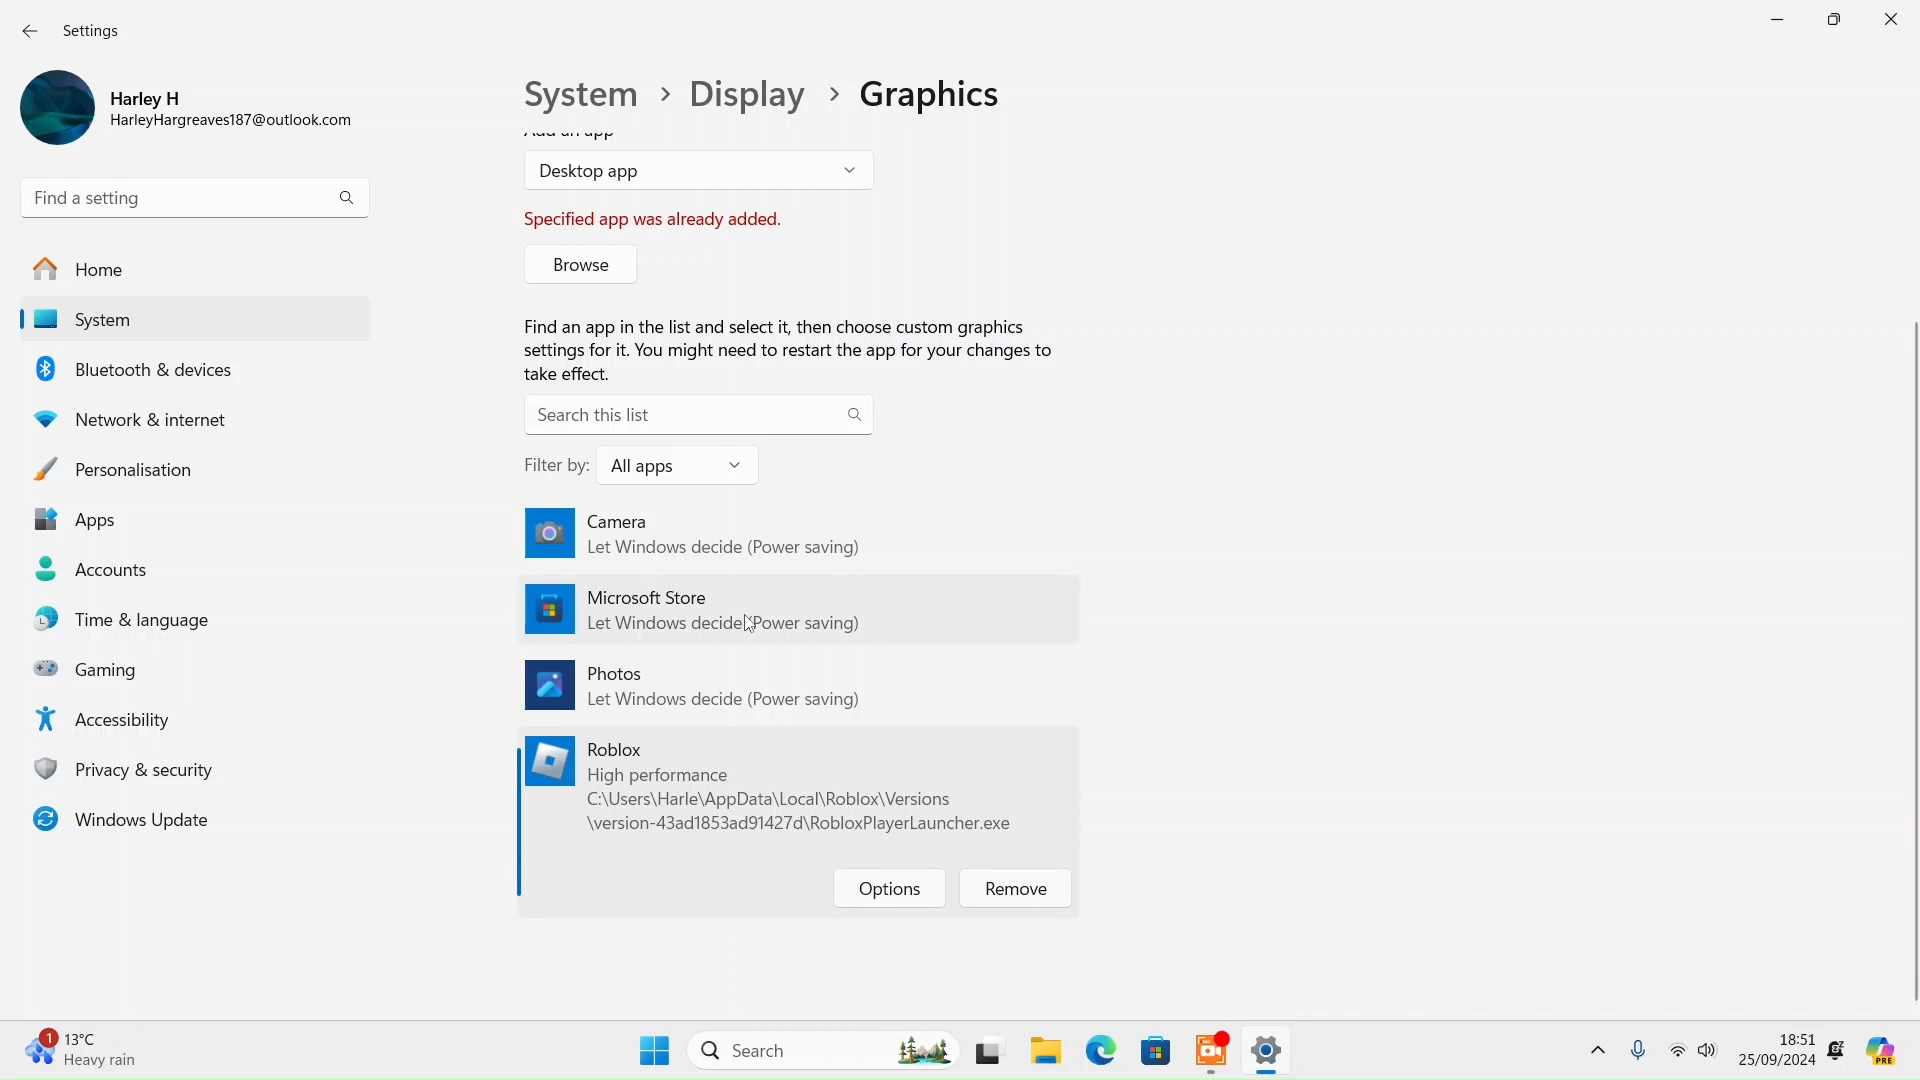 Settings
Harley H
HarleyHargreaves187@outlook.com
Find a setting
Home
System
Bluetooth & devices
Network & internet
Personalisation
Apps
Accounts
Time & language
Gaming
Accessibility
Privacy & security
Windows Update
System > Display > Graphics
Add an app
Desktop app
Specified app was already added.
Browse
Find an app in the list and select it, then choose custom graphics
settings for it. You might need to restart the app for your changes to
take effect.
Search this list
Filter by: All apps
Camera
Let Windows decide (Power saving)
Microsoft Store
Let Windows decide (Power saving)
Photos
Let Windows decide (Power saving)
Roblox
High performance
C:\Users\Harle\AppData\Local\Roblox\Versions
\version-43ad1853ad91427d\RobloxPlayerLauncher.exe
Options Remove
1 13°C
Heavy rain
Search
18:51
25/09/2024
PRE